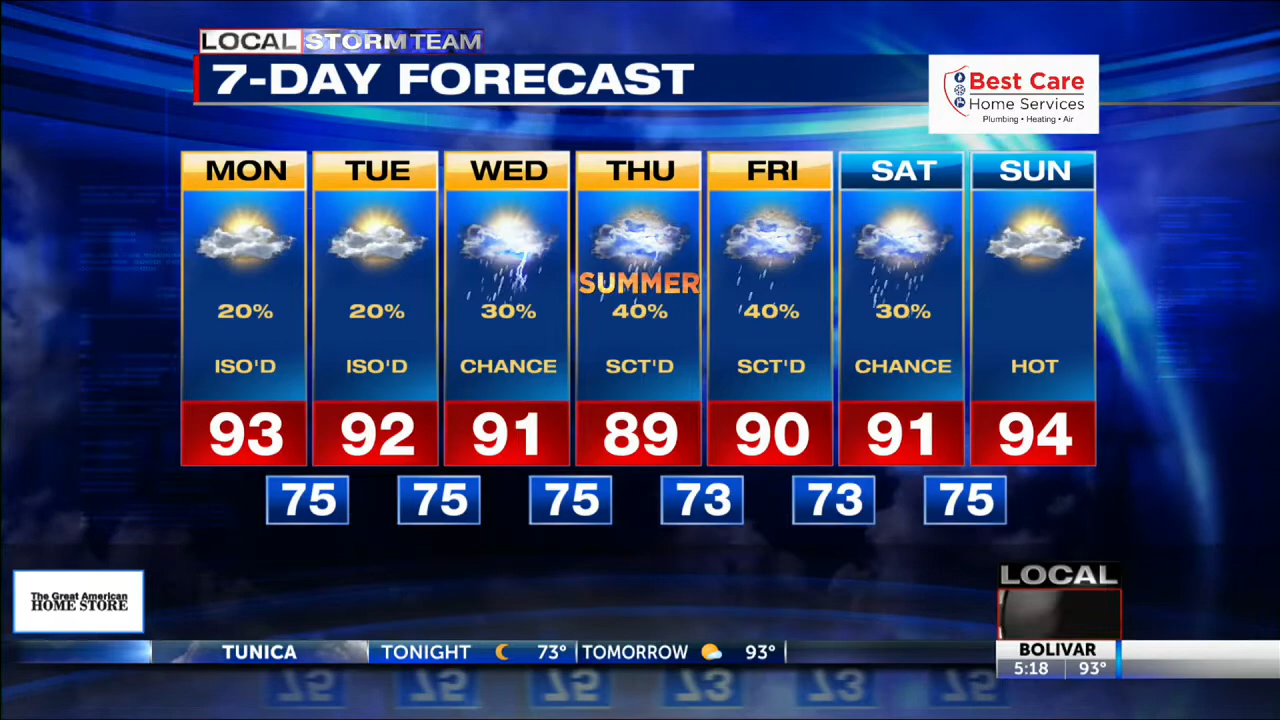 LOCAL STORMTEAM
7-DAY FORECAST
Best Care
Home Services
Plumbing • Heating • Air
MON TUE WED THU FRI SAT SUN
SUMMER
20% 20% 30% 40% 40% 30%
ISO'D ISO'D CHANCE SCT'D SCT'D CHANCE HOT
93 92 91 89 90 91 94
75 75 75 73 73 75
The Great American
HOME STORE
LOCAL
TUNICA TONIGHT 73° TOMORROW 93°
BOLIVAR
5:18 93°